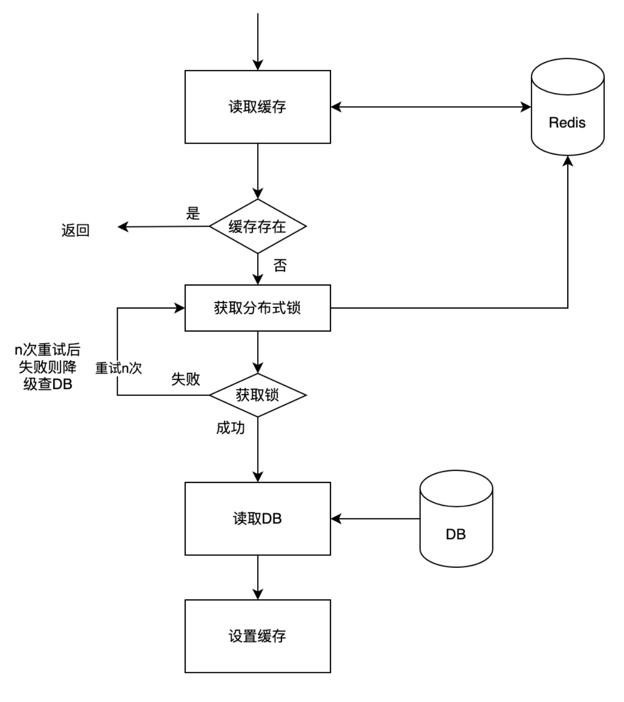 读取缓存
Redis
缓存存在
是
返回
否
获取分布式锁
n次重试后
失败则降
级查DB
重试n次
失败
获取锁
成功
读取DB
DB
设置缓存